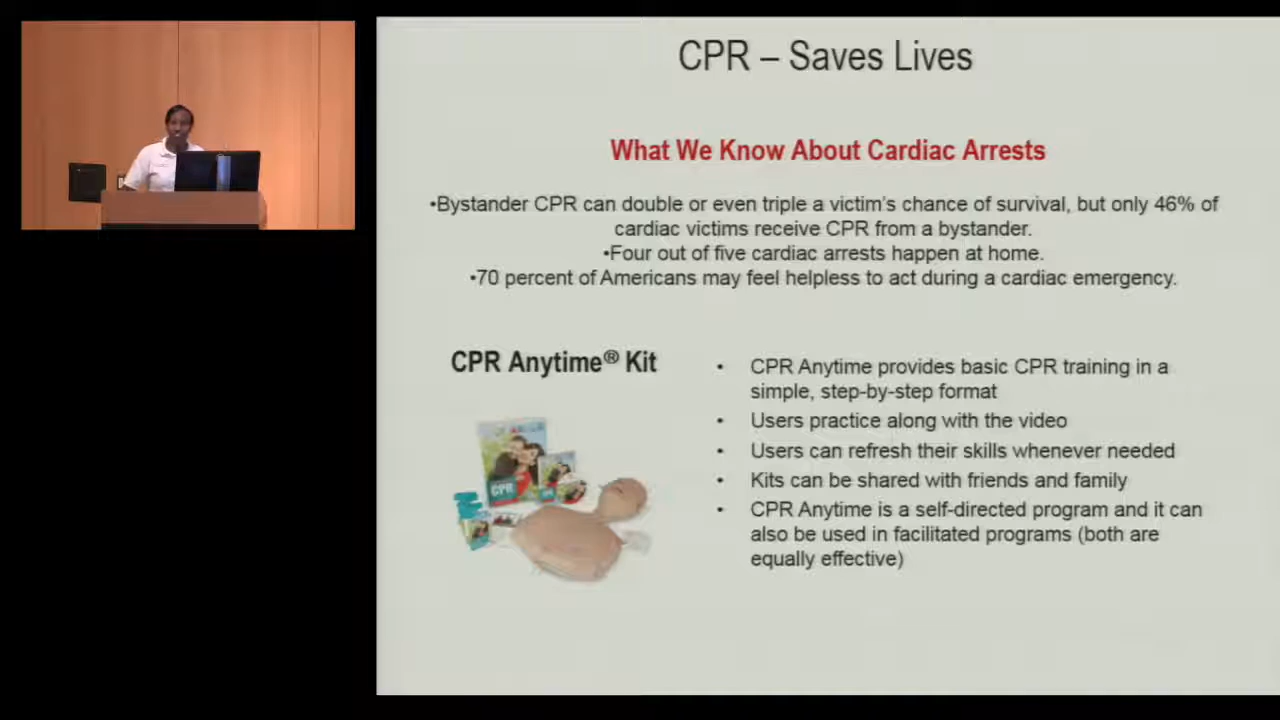 CPR – Saves Lives
What We Know About Cardiac Arrests
•Bystander CPR can double or even triple a victim's chance of survival, but only 46% of
cardiac victims receive CPR from a bystander.
•Four out of five cardiac arrests happen at home.
•70 percent of Americans may feel helpless to act during a cardiac emergency.
CPR Anytime® Kit
CPR
• CPR Anytime provides basic CPR training in a
simple, step-by-step format
• Users practice along with the video
• Users can refresh their skills whenever needed
• Kits can be shared with friends and family
• CPR Anytime is a self-directed program and it can
also be used in facilitated programs (both are
equally effective)